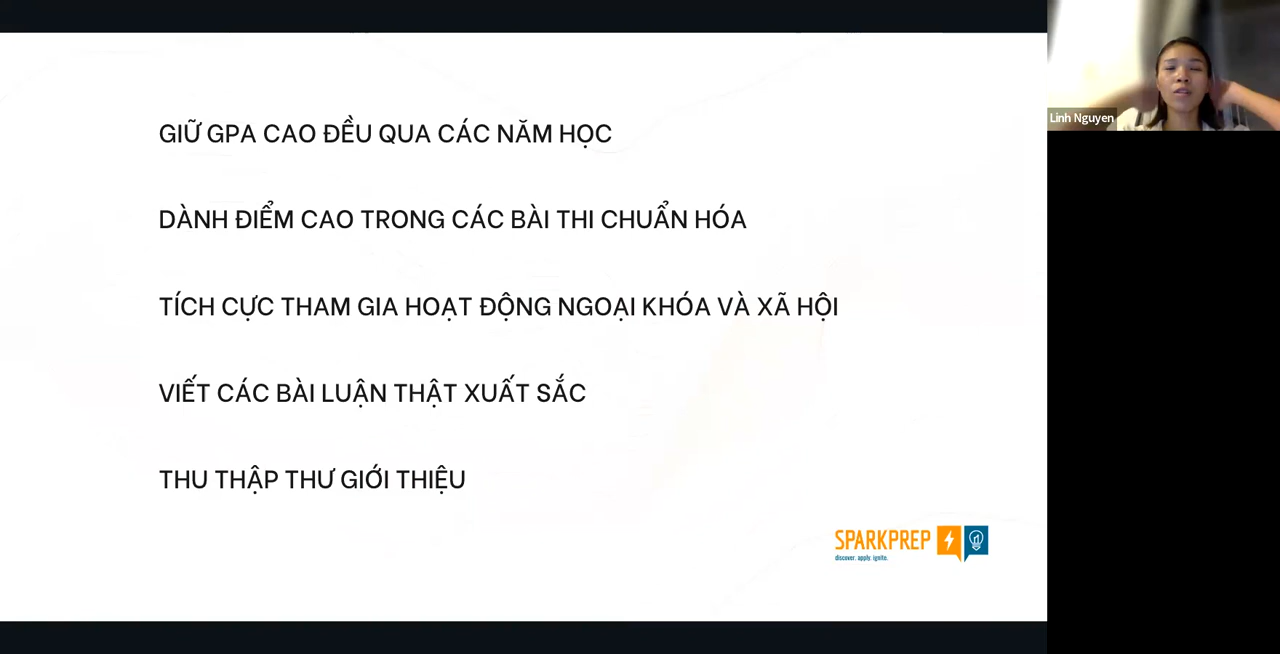 GIỮ GPA CAO ĐỀU QUA CÁC NĂM HỌC
DÀNH ĐIỂM CAO TRONG CÁC BÀI THI CHUẨN HÓA
TÍCH CỰC THAM GIA HOẠT ĐỘNG NGOẠI KHÓA VÀ XÃ HỘI
VIẾT CÁC BÀI LUẬN THẬT XUẤT SẮC
THU THẬP THƯ GIỚI THIỆU
SPARKPREP
discover. apply. ignite.
Linh Nguyen